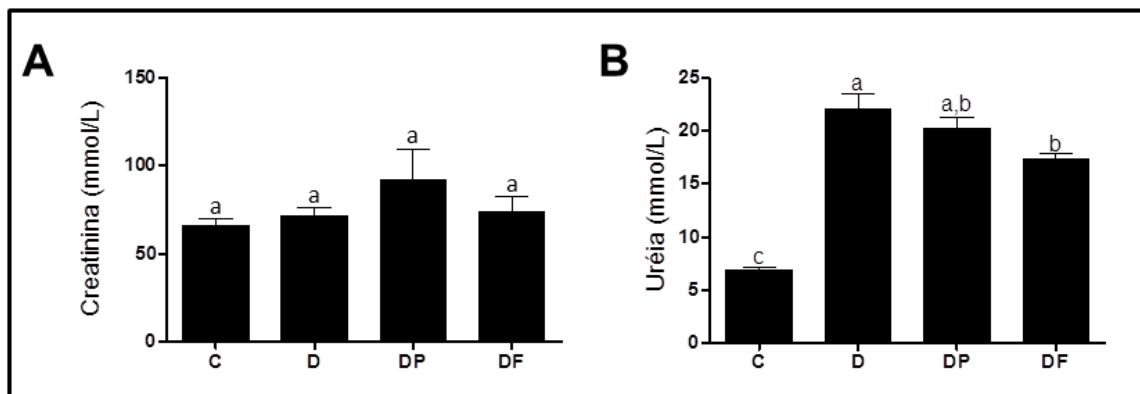 A
Creatinina (mmol/L)
150
100
50
0
a
a
a
a
C D DP DF
B
Uréia (mmol/L)
25
20
15
10
5
0
c
a
a,b
b
C D DP DF